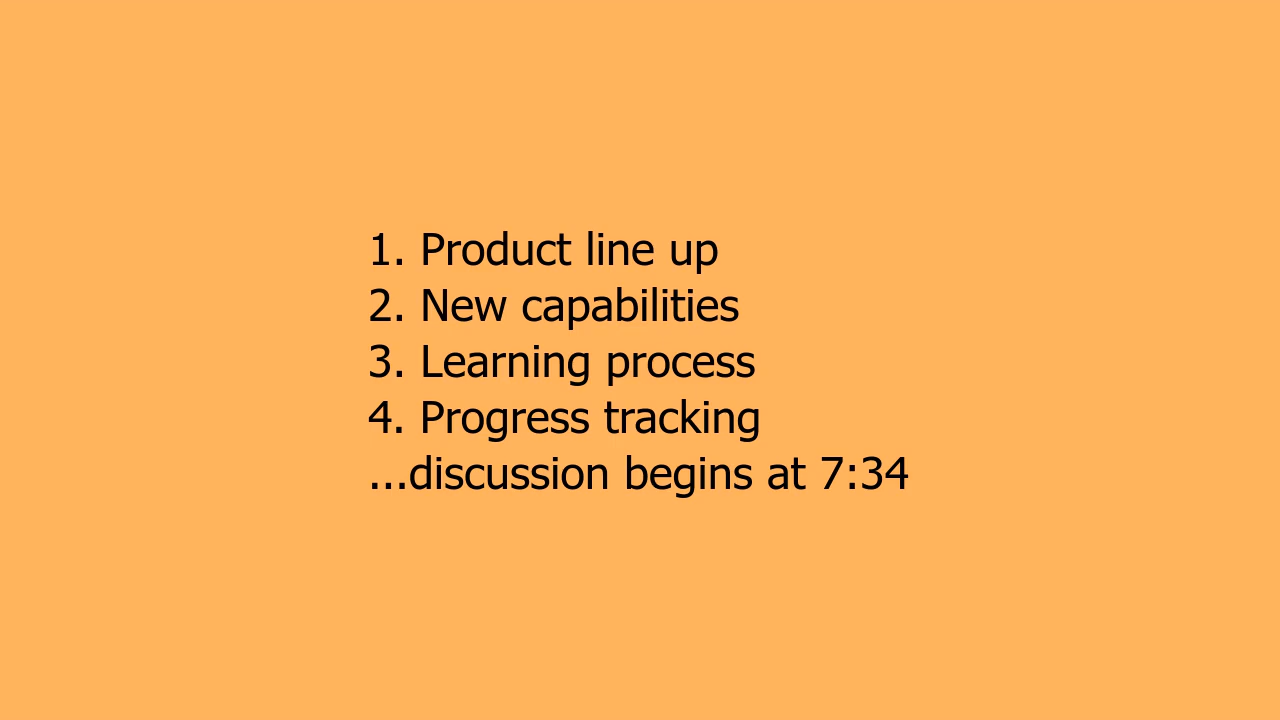 1. Product line up
2. New capabilities
3. Learning process
4. Progress tracking
...discussion begins at 7:34